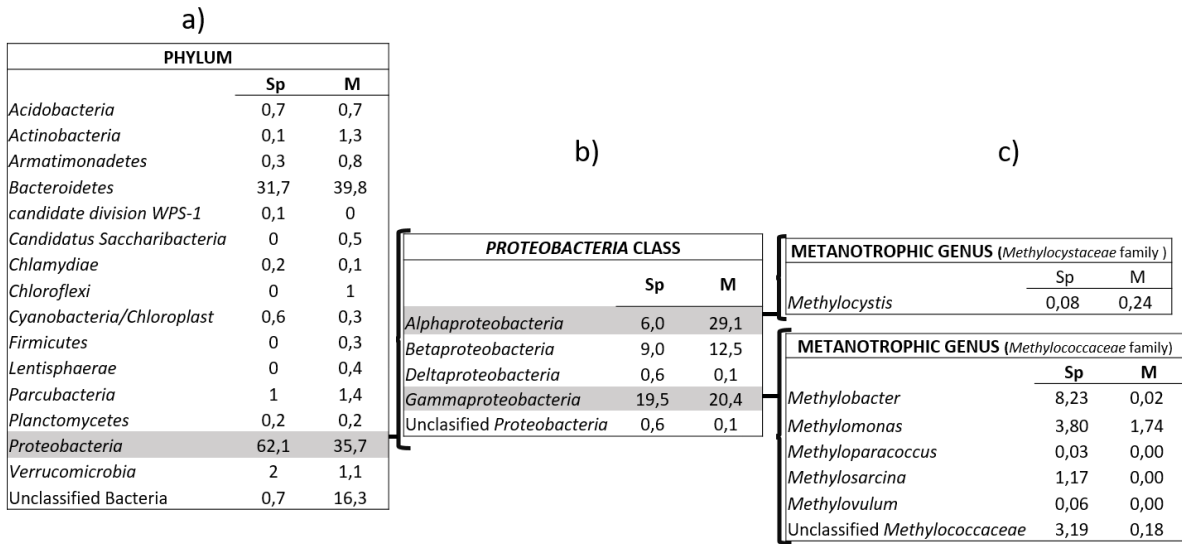 a)
PHYLUM
Sp M
Acidobacteria 0,7 0,7
Actinobacteria 0,1 1,3
Armatimonadetes 0,3 0,8
Bacteroidetes 31,7 39,8
candidate division WPS-1 0,1 0
Candidatus Saccharibacteria 0 0,5
Chlamydiae 0,2 0,1
Chloroflexi 0 1
Cyanobacteria/Chloroplast 0,6 0,3
Firmicutes 0 0,3
Lentisphaerae 0 0,4
Parcubacteria 1 1,4
Planctomycetes 0,2 0,2
Proteobacteria 62,1 35,7
Verrucomicrobia 2 1,1
Unclassified Bacteria 0,7 16,3
b)
PROTEOBACTERIA CLASS
Sp M
Alphaproteobacteria 6,0 29,1
Betaproteobacteria 9,0 12,5
Deltaproteobacteria 0,6 0,1
Gammaproteobacteria 19,5 20,4
Unclasified Proteobacteria 0,6 0,1
c)
METANOTROPHIC GENUS (Methylocystaceae family )
Sp M
Methylocystis 0,08 0,24
METANOTROPHIC GENUS (Methylococcaceae family)
Sp M
Methylobacter 8,23 0,02
Methylomonas 3,80 1,74
Methyloparacoccus 0,03 0,00
Methylosarcina 1,17 0,00
Methylovulum 0,06 0,00
Unclassified Methylococcaceae 3,19 0,18